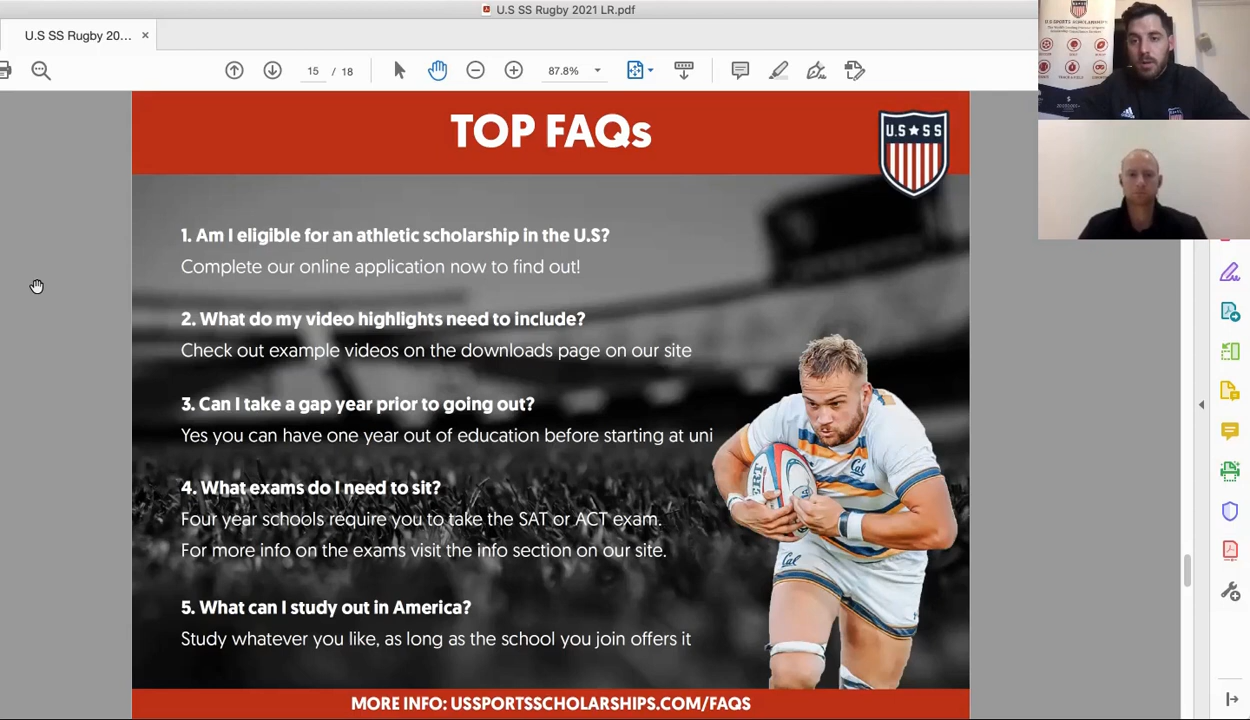 U.S SS Rugby 2021 LR.pdf
U.S SS Rugby 20... ×
15 / 18
87.8%
TOP FAQs
U.S★SS
1. Am I eligible for an athletic scholarship in the U.S?
Complete our online application now to find out!
2. What do my video highlights need to include?
Check out example videos on the downloads page on our site
3. Can I take a gap year prior to going out?
Yes you can have one year out of education before starting at uni
4. What exams do I need to sit?
Four year schools require you to take the SAT or ACT exam.
For more info on the exams visit the info section on our site.
5. What can I study out in America?
Study whatever you like, as long as the school you join offers it
Cal
Cal
MORE INFO: USSPORTSSCHOLARSHIPS.COM/FAQS
U.S SPORTS SCHOLARSHIPS